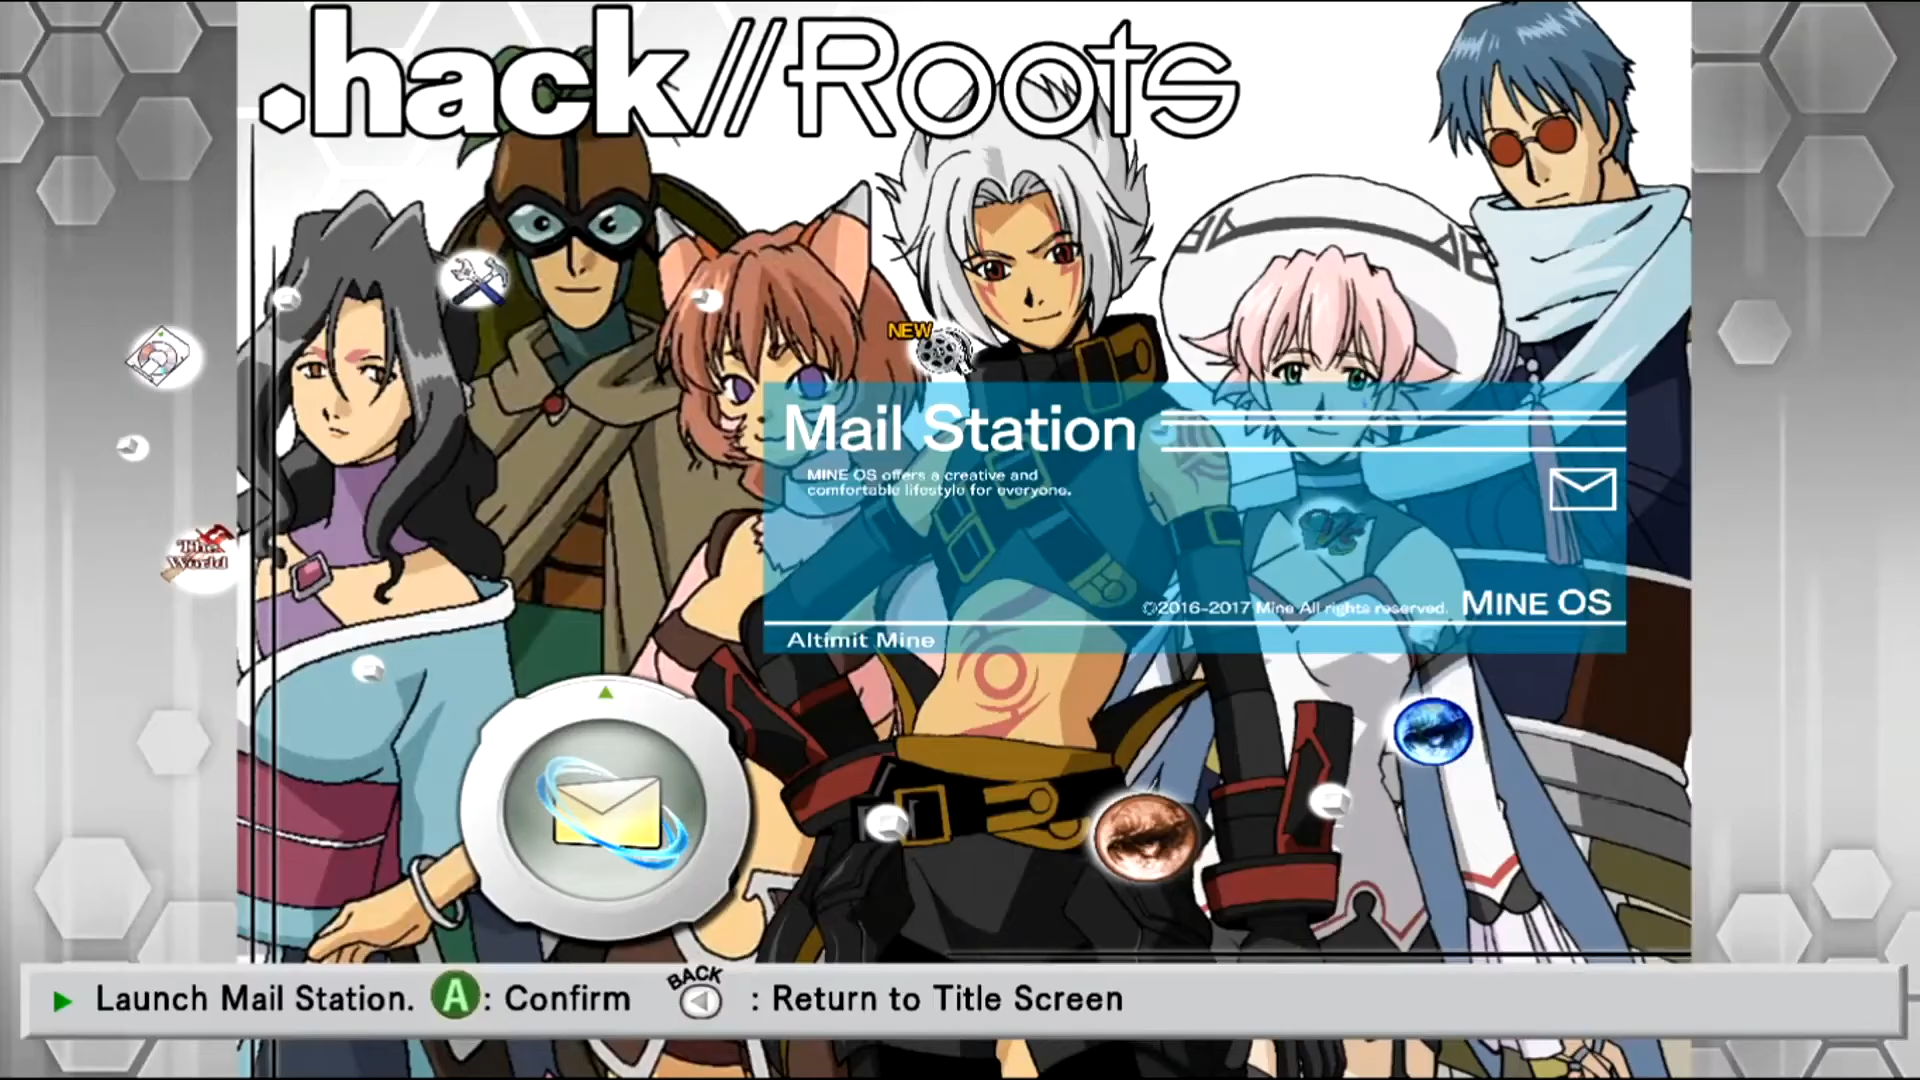 .hack//Roots
NEW
Mail Station
MINE OS offers a creative and
comfortable lifestyle for everyone.
The
World
©2016-2017 Mine All rights reserved. MINE OS
Altimit Mine
BACK
Launch Mail Station. A : Confirm : Return to Title Screen